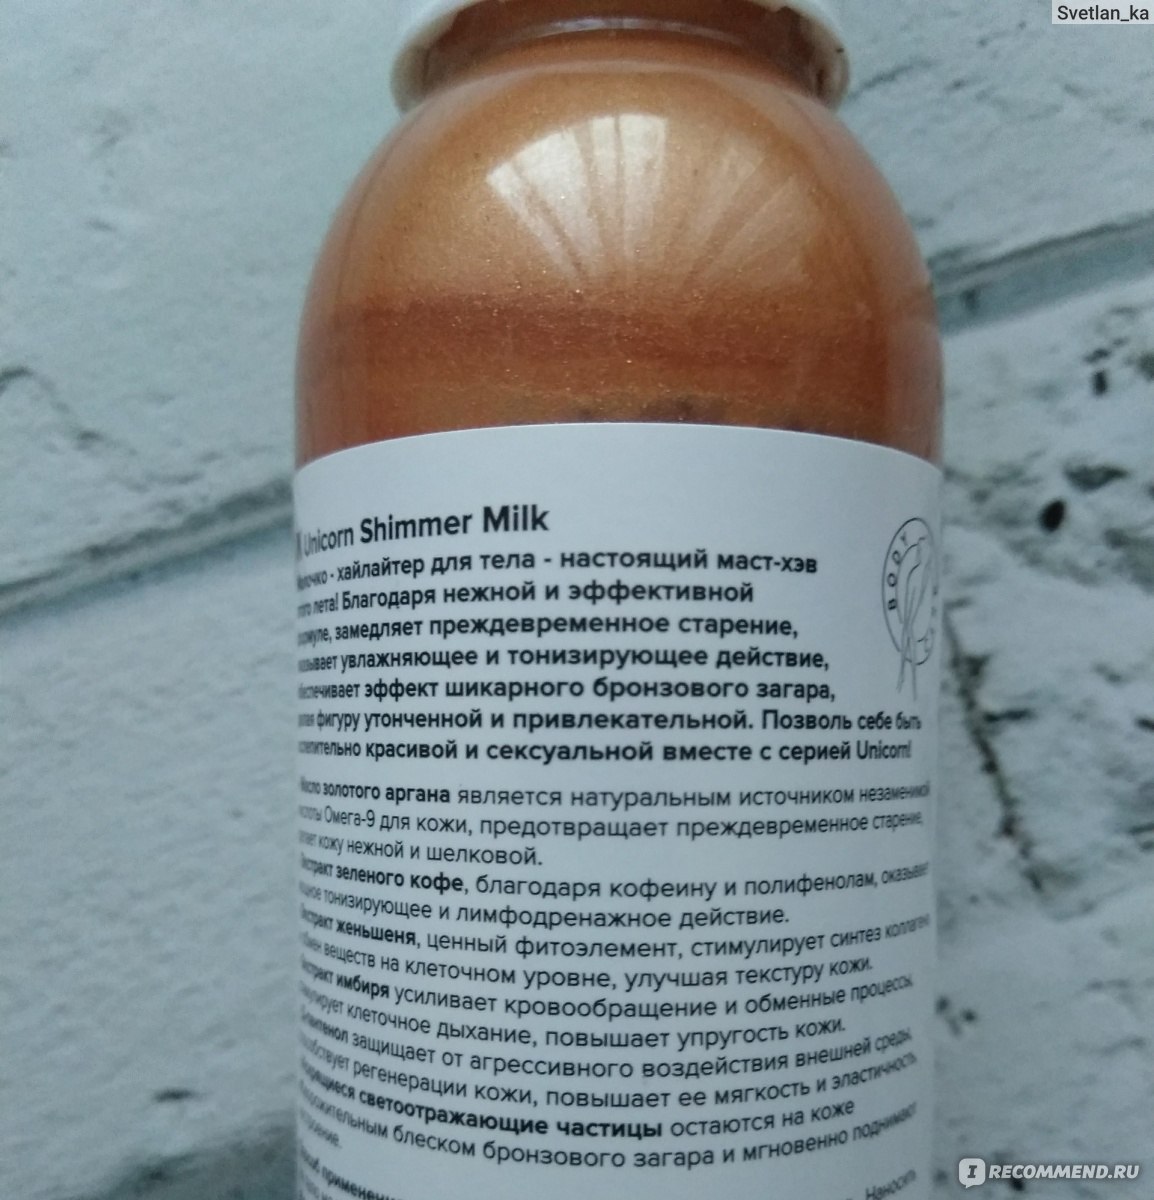 Svetlan_ka
Unicorn Shimmer Milk
- хайлайтер для тела - настоящий маст-хэв
лета! Благодаря нежной и эффективной
замедляет преждевременное старение,
увлажняющее и тонизирующее действие,
эффект шикарного бронзового загара,
фигуру утонченной и привлекательной. Позволь себе быть
красивой и сексуальной вместе с серией Unicorn!
BODY
золотого аргана является натуральным источником незаменимой
Омега-9 для кожи, предотвращает преждевременное старение,
кожу нежной и шелковой.
зеленого кофе, благодаря кофеину и полифенолам, оказывает
тонизирующее и лимфодренажное действие.
женьшеня, ценный фитоэлемент, стимулирует синтез коллагена
веществ на клеточном уровне, улучшая текстуру кожи.
имбиря усиливает кровообращение и обменные процессы,
клеточное дыхание, повышает упругость кожи.
защищает от агрессивного воздействия внешней среды,
регенерации кожи, повышает ее мягкость и эластичность.
светоотражающие частицы остаются на коже
блеском бронзового загара и мгновенно поднимают
применения
Наносить
IRECOMMEND.RU